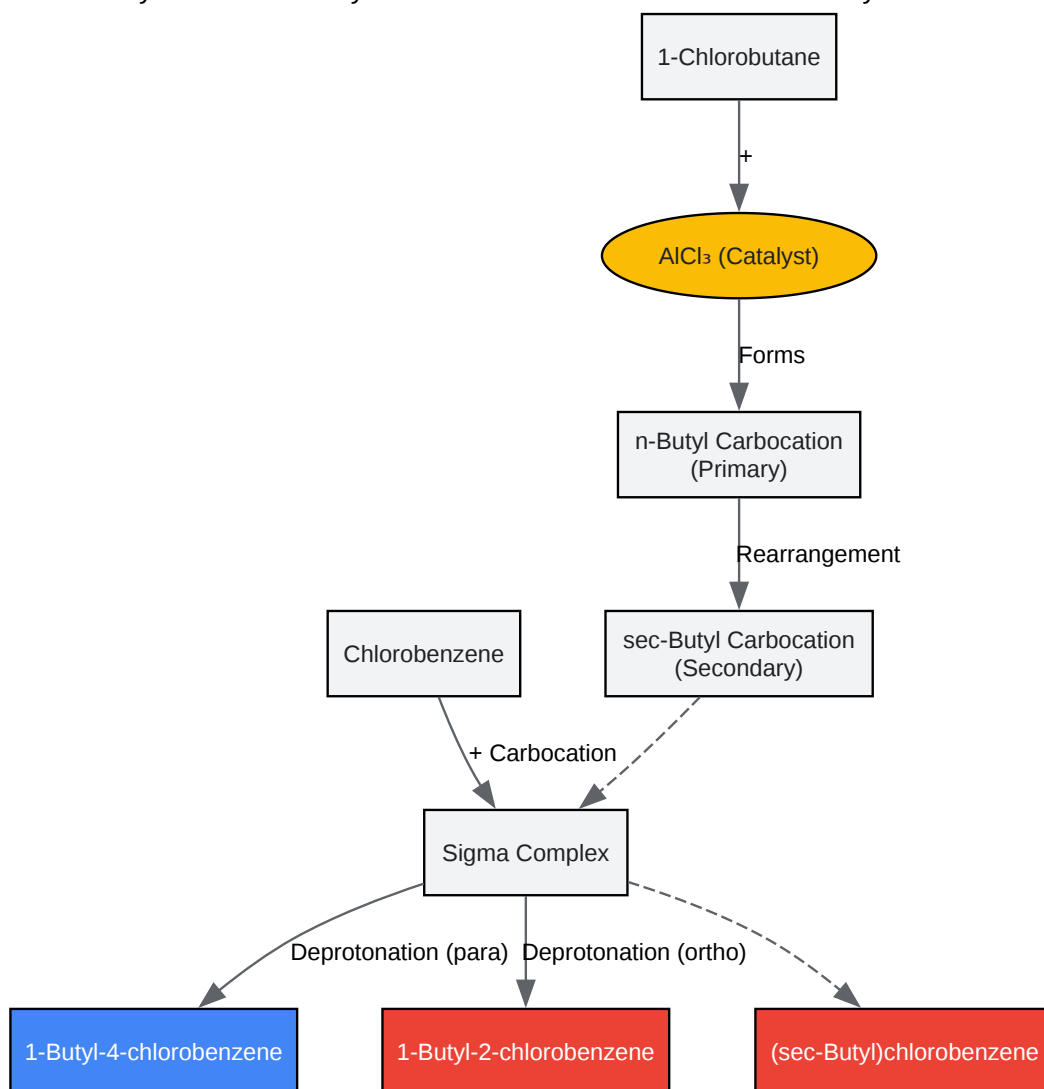 1-Chlorobutane
+
AlCl₃ (Catalyst)
Forms
n-Butyl Carbocation
(Primary)
Rearrangement
Chlorobenzene
sec-Butyl Carbocation
(Secondary)
+ Carbocation
Sigma Complex
Deprotonation (para)
Deprotonation (ortho)
1-Butyl-4-chlorobenzene
1-Butyl-2-chlorobenzene
(sec-Butyl)chlorobenzene